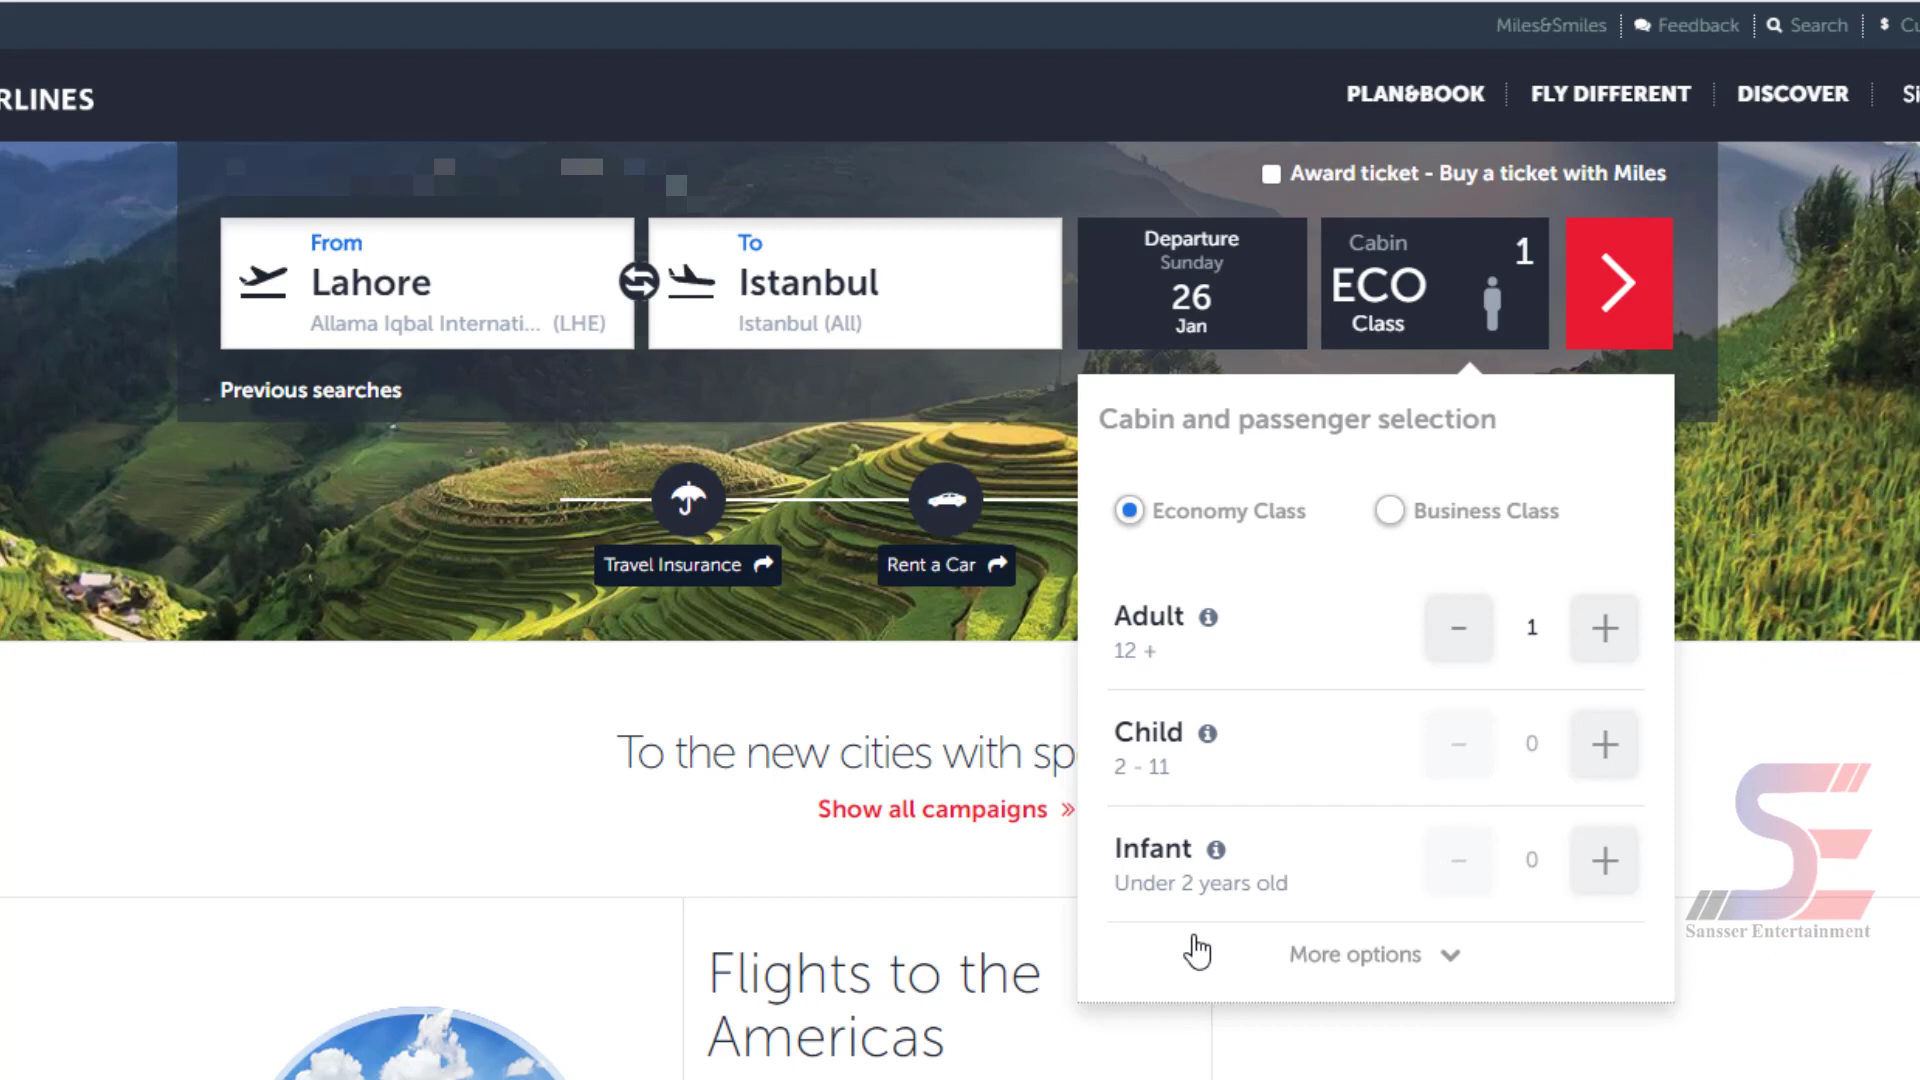 Miles&Smiles
Feedback
Search
$
RLINES
PLAN&BOOK
FLY DIFFERENT
DISCOVER
Award ticket - Buy a ticket with Miles
From
Lahore
Allama Iqbal Internati... (LHE)
To
Istanbul
Istanbul (All)
Departure
Sunday
26
Jan
Cabin
ECO
Class
1
Previous searches
Cabin and passenger selection
Economy Class
Business Class
Travel Insurance
Rent a Car
Adult
12 +
- 1 +
Child
2 - 11
- 0 +
Infant
Under 2 years old
- 0 +
More options
To the new cities with sp
Show all campaigns »
Flights to the
Americas
SE
Sansser Entertainment